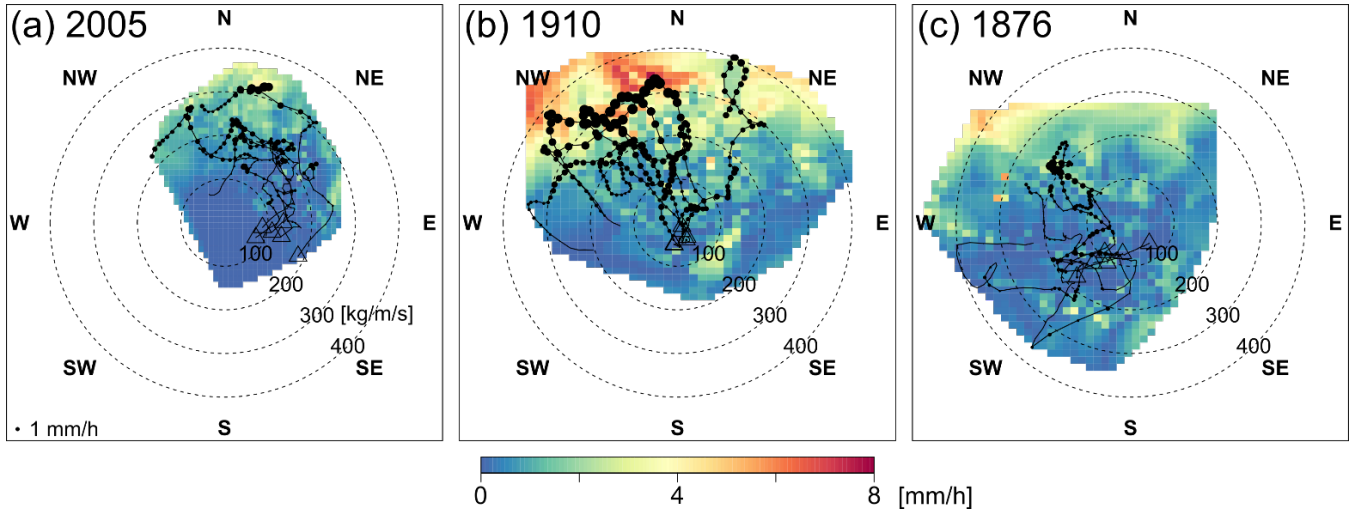 (a) 2005
N
NW
NE
W
E
100
200
300 [kg/m/s]
400
SW
SE
S
• 1 mm/h
(b) 1910
N
NW
NE
W
E
100
200
300
400
SW
SE
S
(c) 1876
N
NW
NE
W
E
100
200
300
400
SW
SE
S
0 4 8 [mm/h]